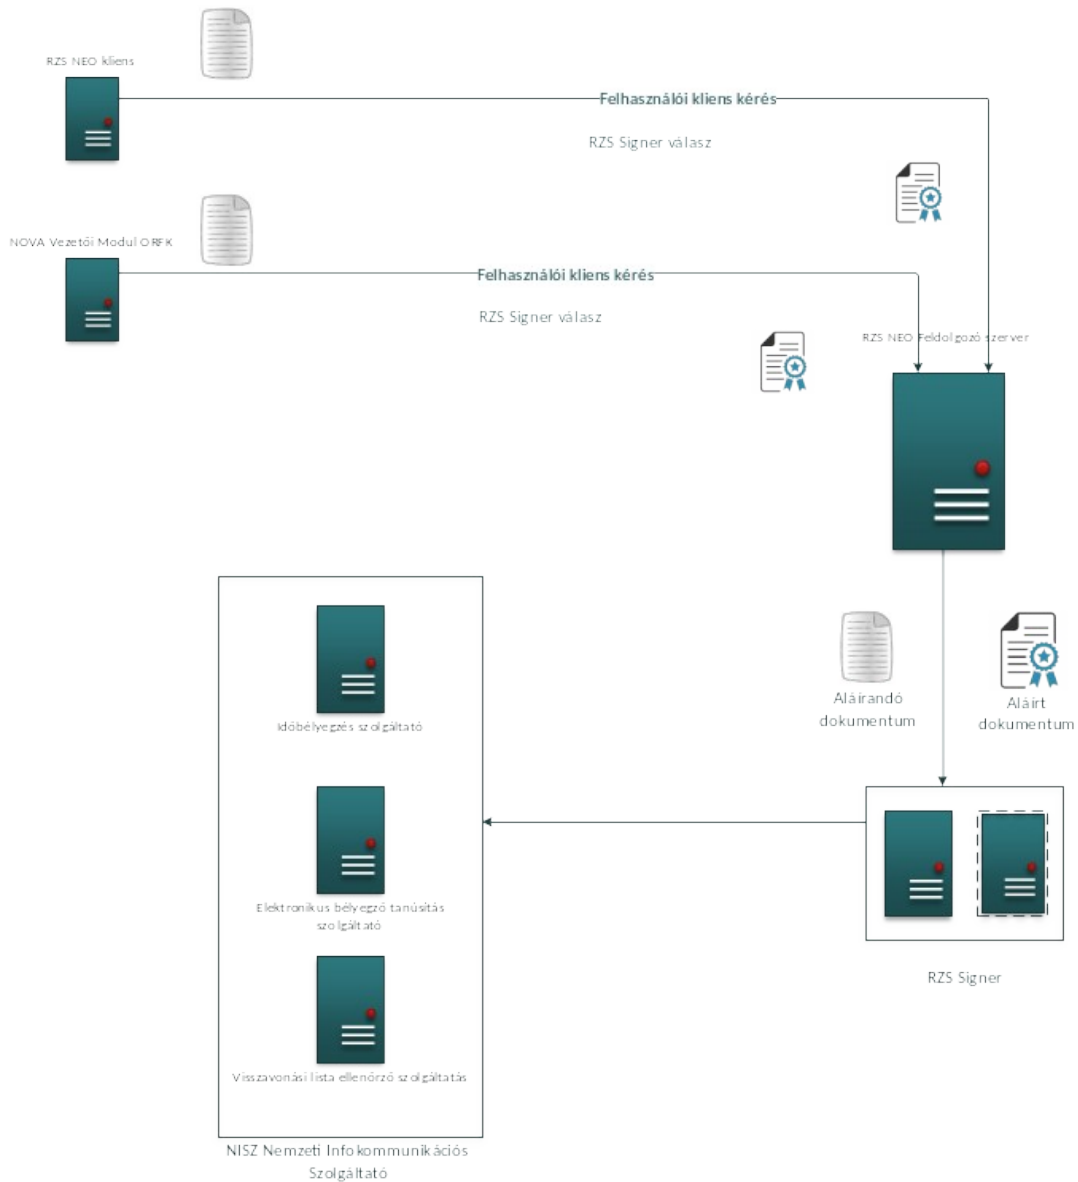 RZS NEO kliens
Felhasználói kliens kérés
RZS Signer válasz
NOVA Vezetői Modul ORFK
Felhasználói kliens kérés
RZS Signer válasz
RZS NEO Feldolgozó szerver
Időbélyegzés szolgáltató
Aláírandó
dokumentum
Aláírt
dokumentum
Elektronikus bélyegző tanúsítás
szolgáltató
RZS Signer
Visszavonási lista ellenőrző szolgáltatás
NISZ Nemzeti Infokommunikációs
Szolgáltató